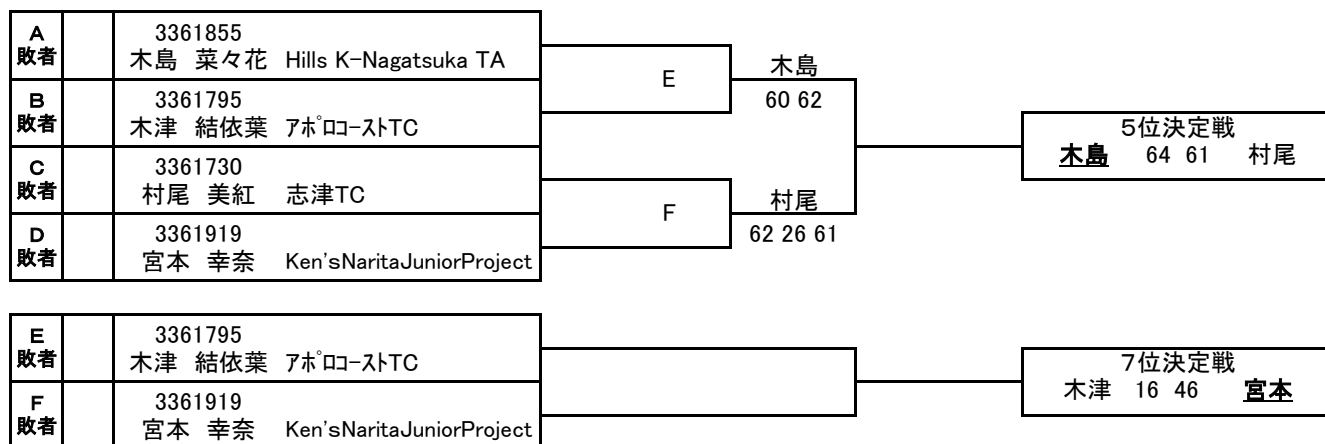 A 敗者 3361855
木島 菜々花 Hills K-Nagatsuka TA
B 敗者 3361795
木津 結依葉 アポロコーストTC
C 敗者 3361730
村尾 美紅 志津TC
D 敗者 3361919
宮本 幸奈 Ken'sNaritaJuniorProject
E
木島
60 62
F
村尾
62 26 61
5位決定戦
木島 64 61 村尾
E 敗者 3361795
木津 結依葉 アポロコーストTC
F 敗者 3361919
宮本 幸奈 Ken'sNaritaJuniorProject
7位決定戦
木津 16 46 宮本